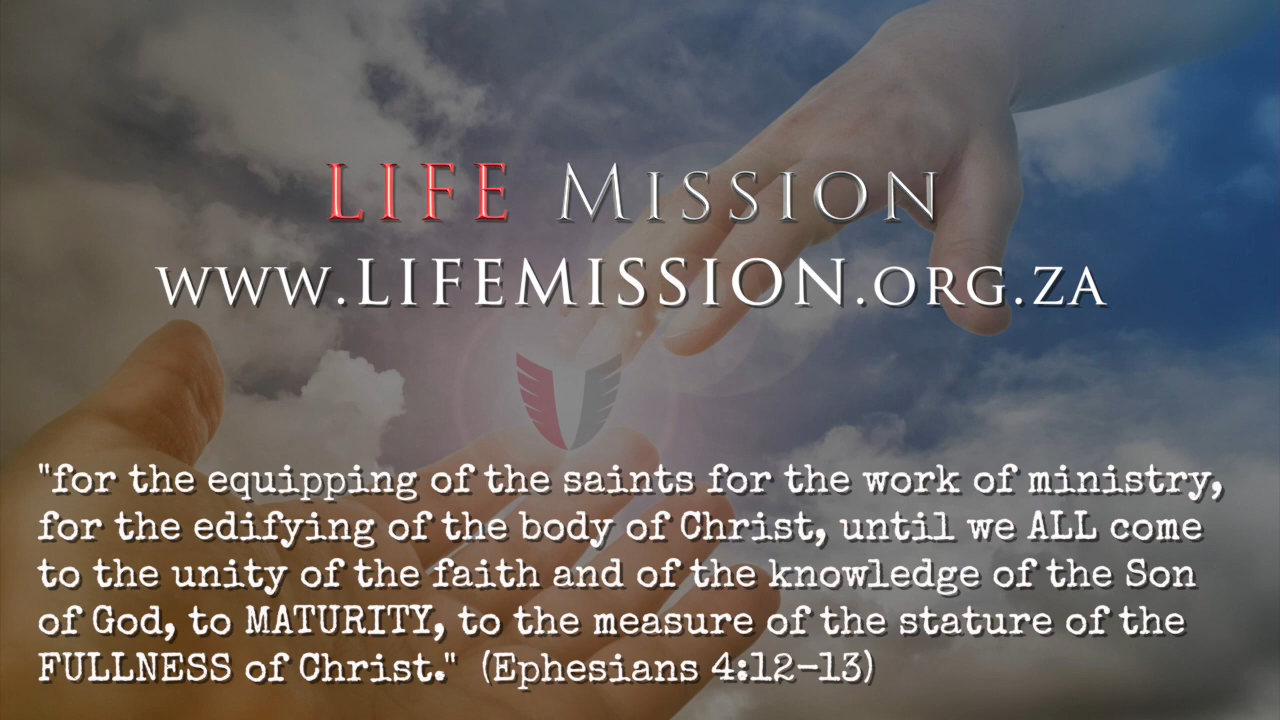 LIFE MISSION
WWW.LIFEMISSION.ORG.ZA
"for the equipping of the saints for the work of ministry,
for the edifying of the body of Christ, until we ALL come
to the unity of the faith and of the knowledge of the Son
of God, to MATURITY, to the measure of the stature of the
FULLNESS of Christ." (Ephesians 4:12-13)